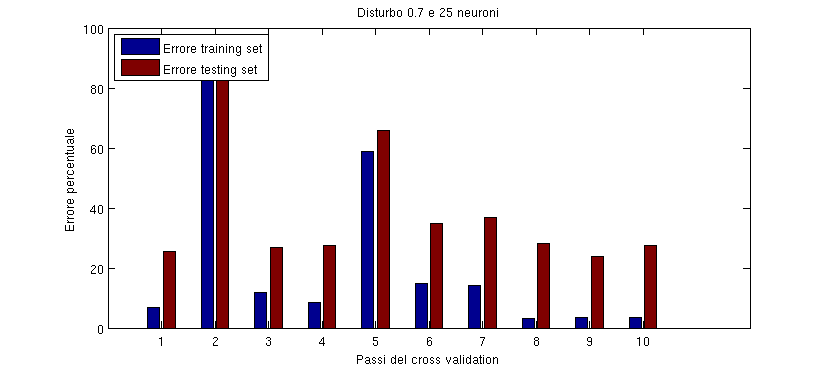 Disturbo 0.7 e 25 neuroni
Errore training set
Errore testing set
100
80
60
40
20
0
Errore percentuale
1 2 3 4 5 6 7 8 9 10
Passi del cross validation